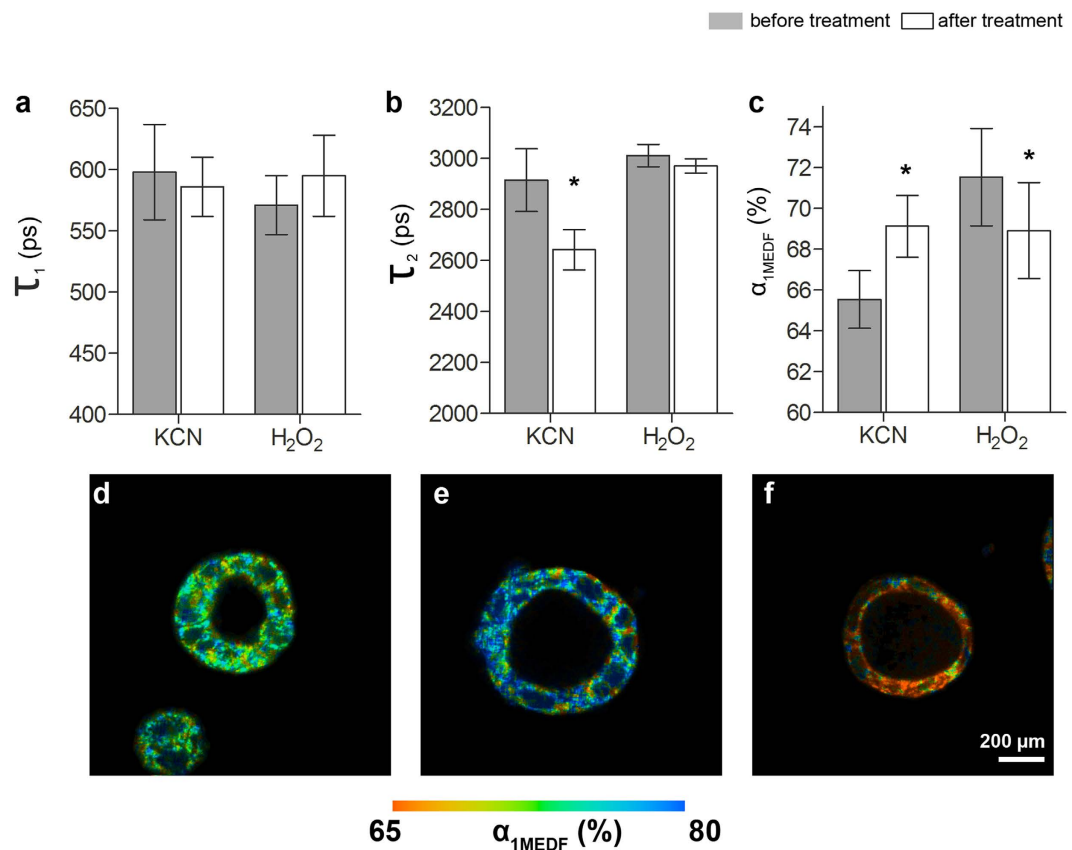 before treatment after treatment
a
650
600
550
500
450
400
τ₁ (ps)
KCN H₂O₂
b
3200
3000
2800
2600
2400
2200
2000
τ₂ (ps)
*
KCN H₂O₂
c
74
72
70
68
66
64
62
60
α₁MEDF (%)
* *
KCN H₂O₂
d
e
f
200 μm
65 α₁MEDF (%) 80